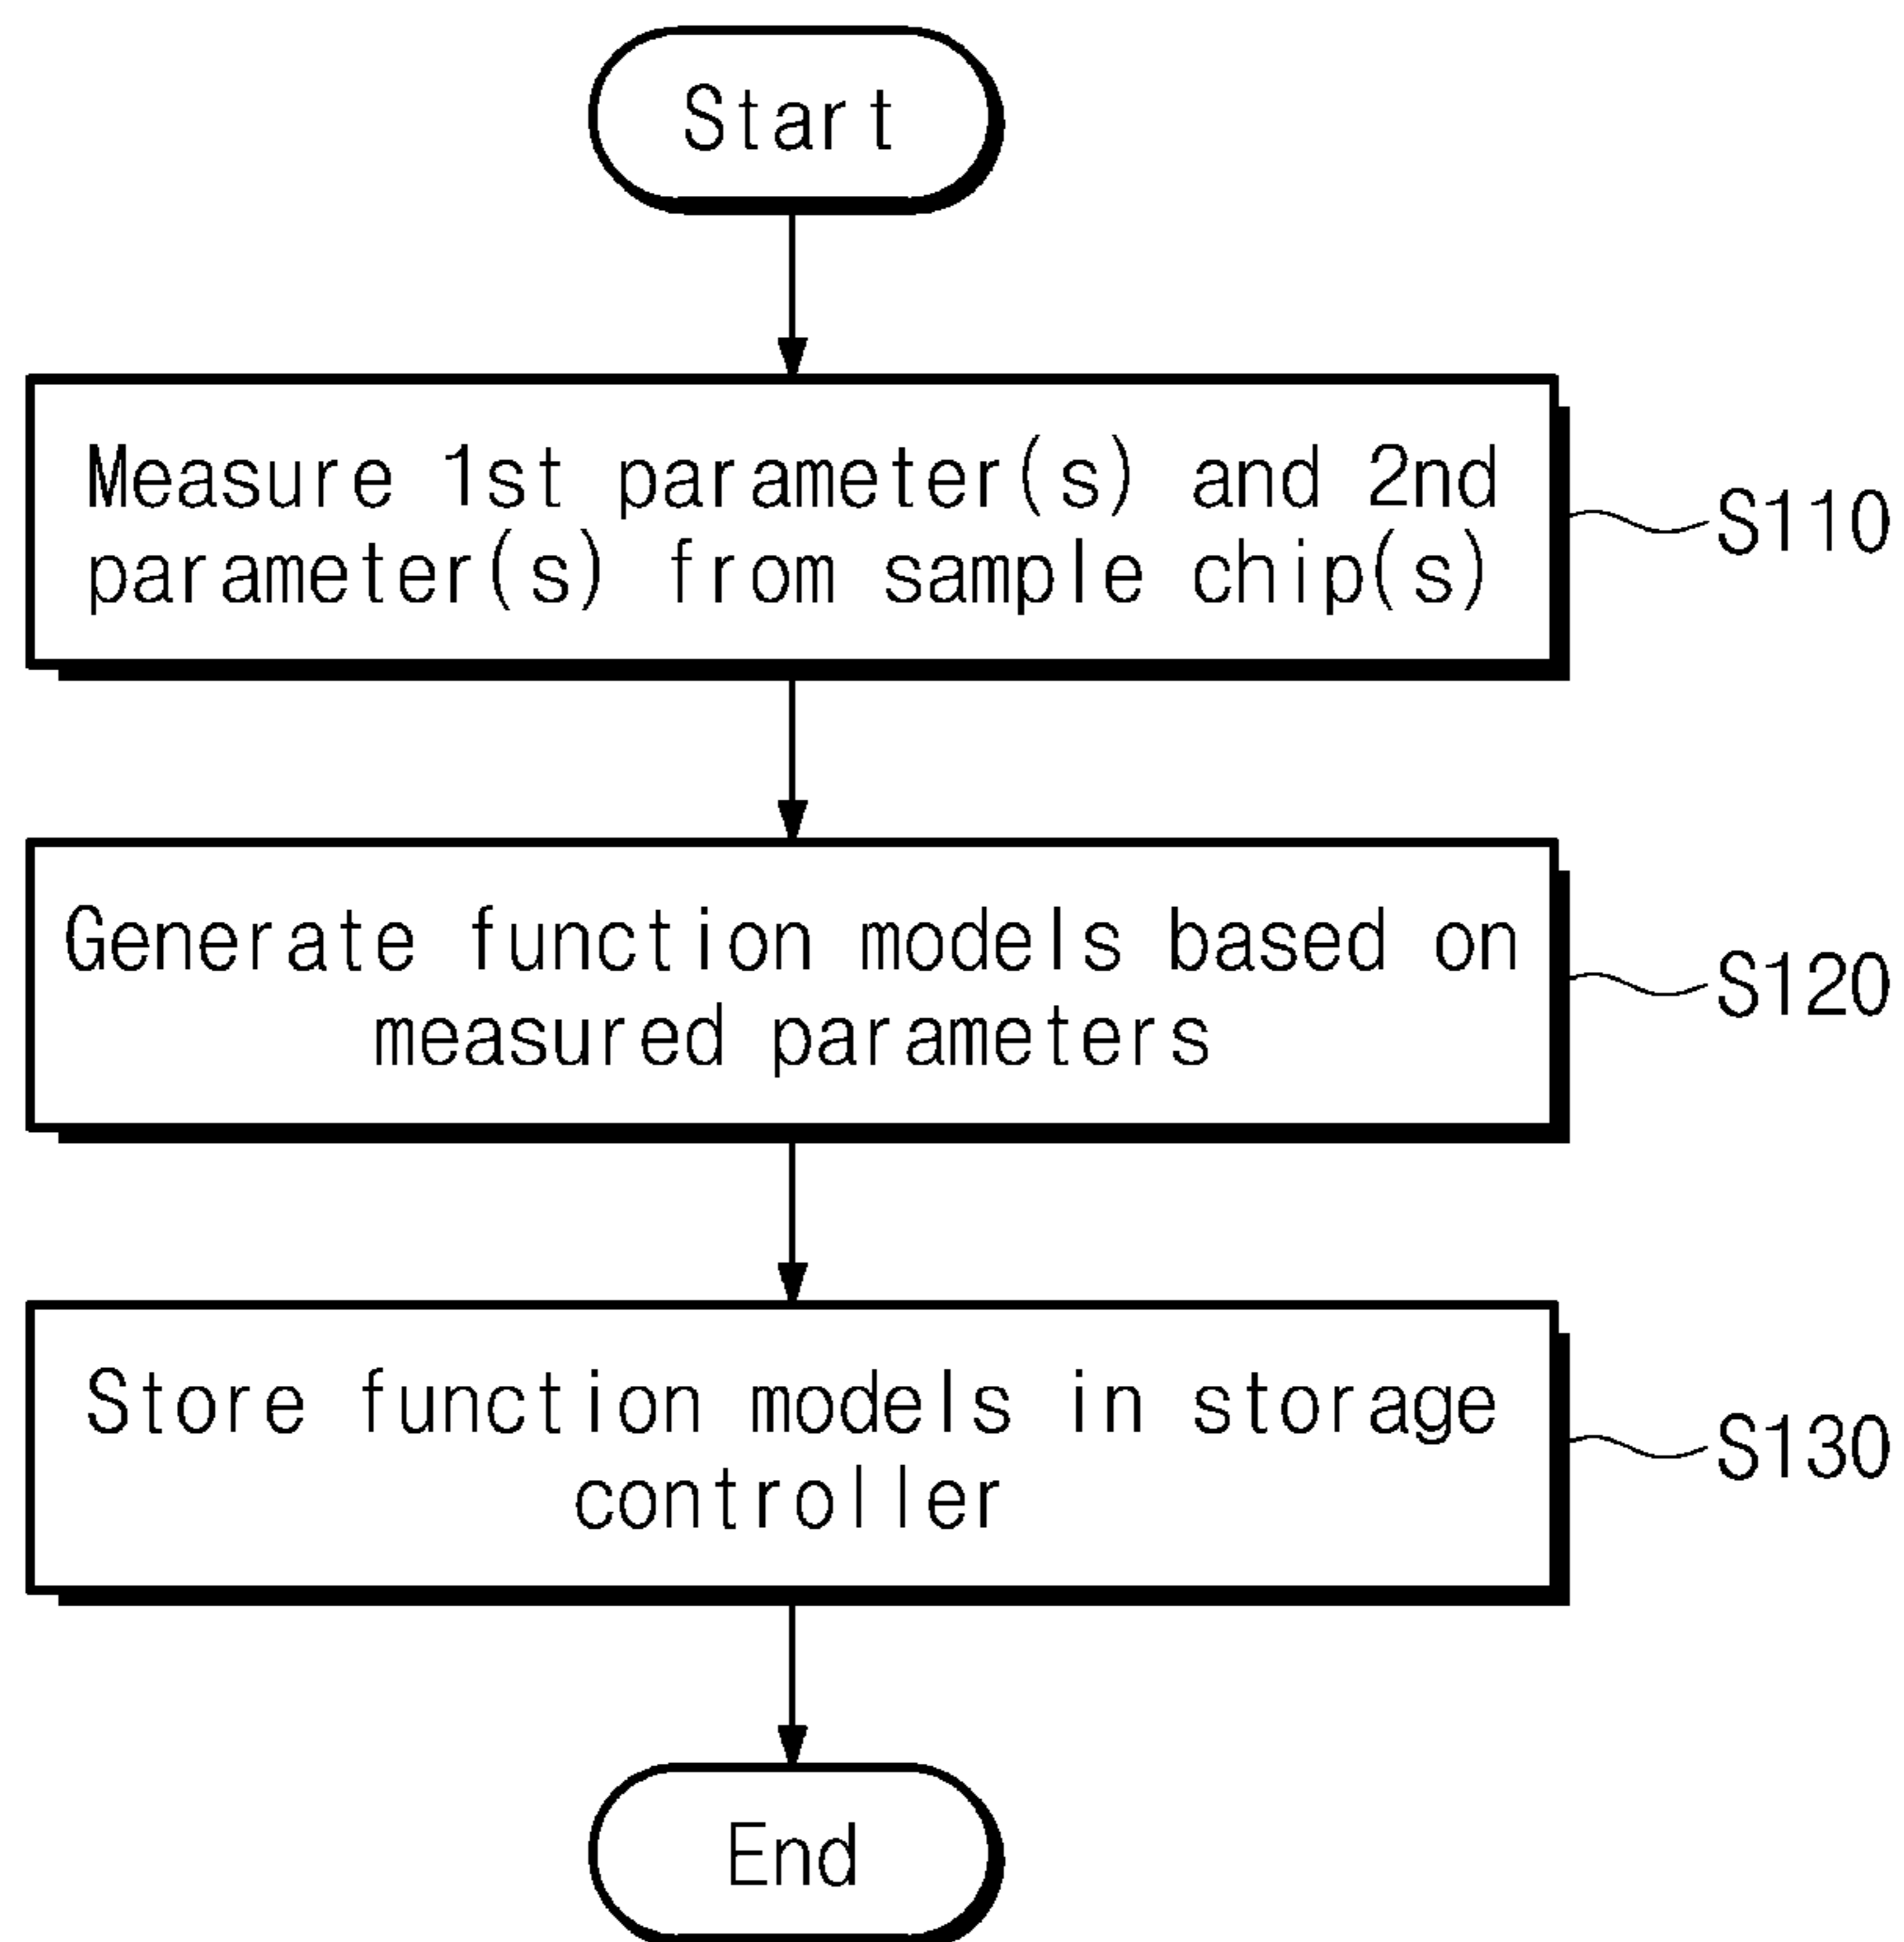 Start
Measure 1st parameter(s) and 2nd
parameter(s) from sample chip(s)
S110
Generate function models based on
measured parameters
S120
Store function models in storage
controller
S130
End